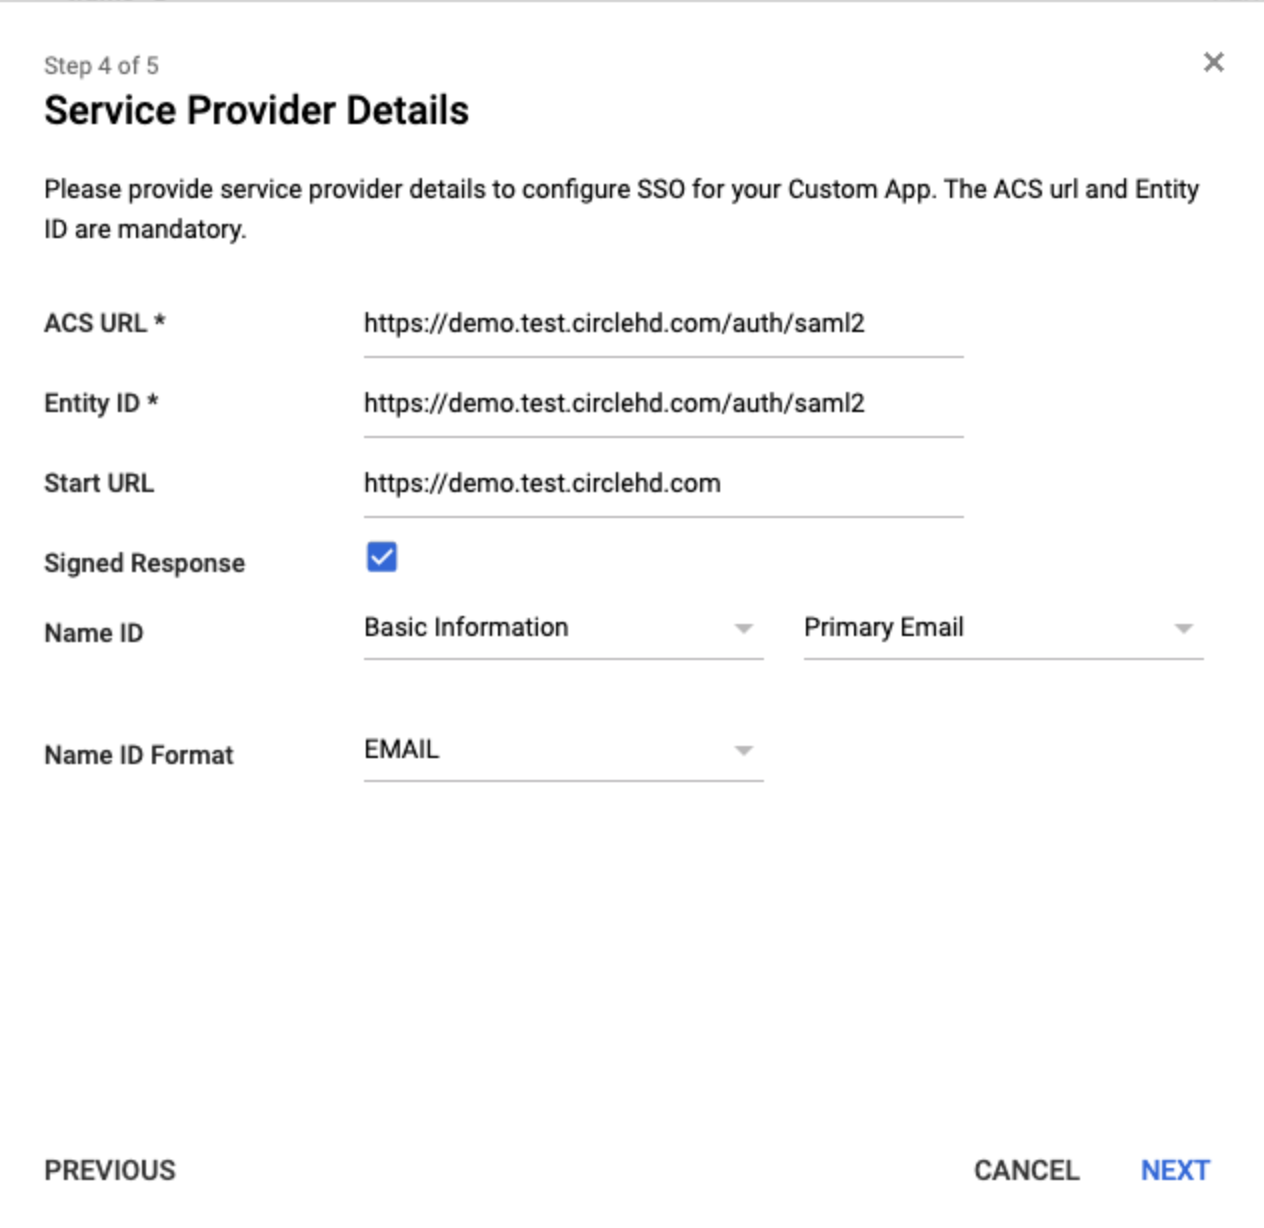 Step 4 of 5
Service Provider Details
Please provide service provider details to configure SSO for your Custom App. The ACS url and Entity
ID are mandatory.
ACS URL * https://demo.test.circlehd.com/auth/saml2
Entity ID * https://demo.test.circlehd.com/auth/saml2
Start URL https://demo.test.circlehd.com
Signed Response
Name ID Basic Information Primary Email
Name ID Format EMAIL
PREVIOUS CANCEL NEXT